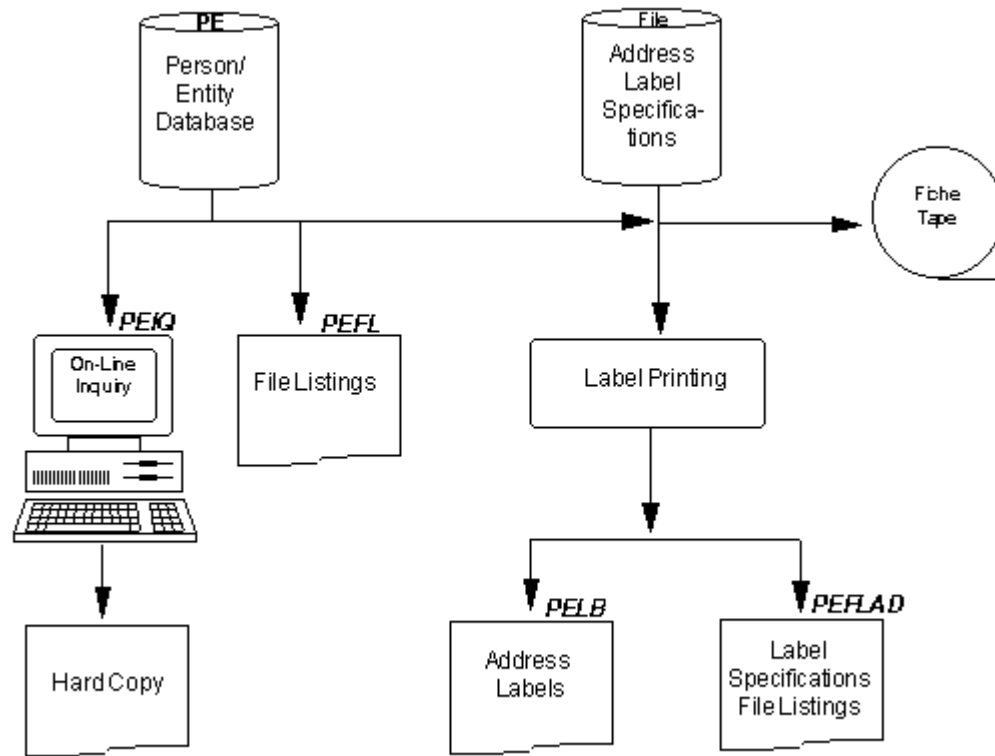 PE
Person/
Entity
Database
File
Address
Label
Specifica-
tions
Fiche
Tape
PEIQ
On-Line
Inquiry
PEFL
File Listings
Label Printing
Hard Copy
PELB
Address
Labels
PEFLAD
Label
Specifications
File Listings